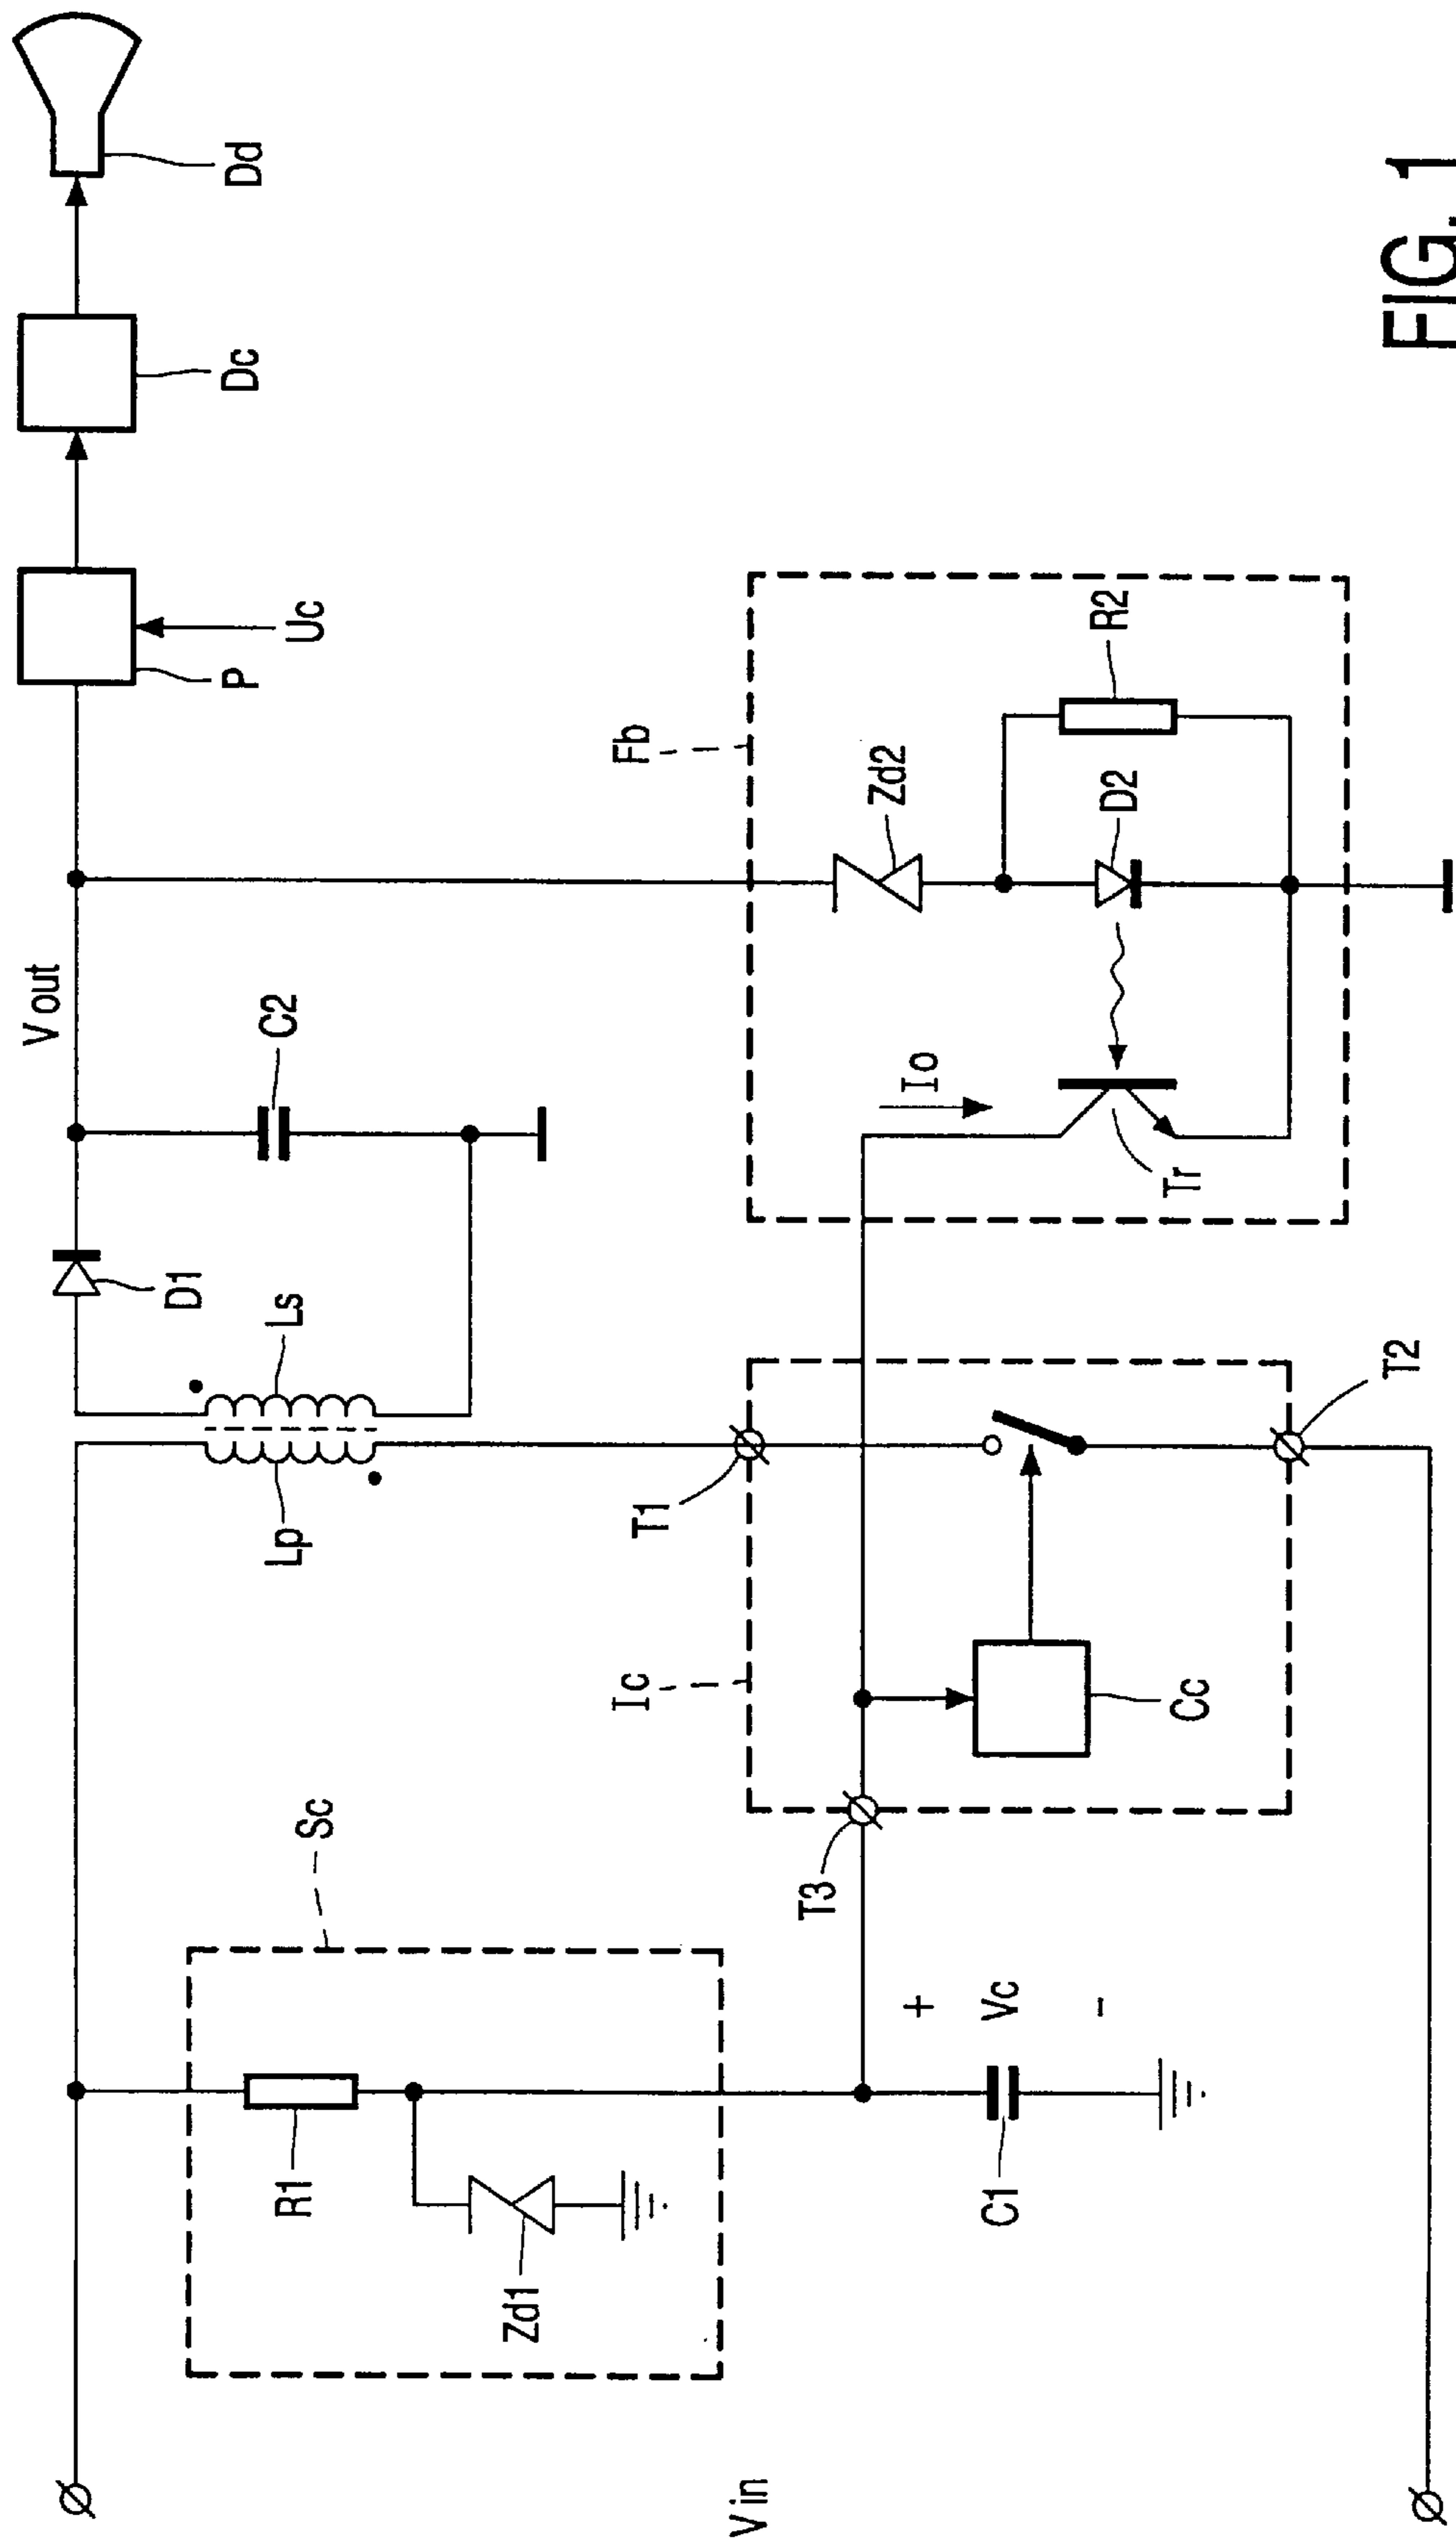 Vin
R1
Zd1
Sc
C1
+
Vc
-
T3
Ic
Cc
T1
T2
Lp
Ls
D1
C2
Vout
Io
Tr
Fb
Zd2
D2
R2
P
Uc
Dc
Dd
FIG. 1